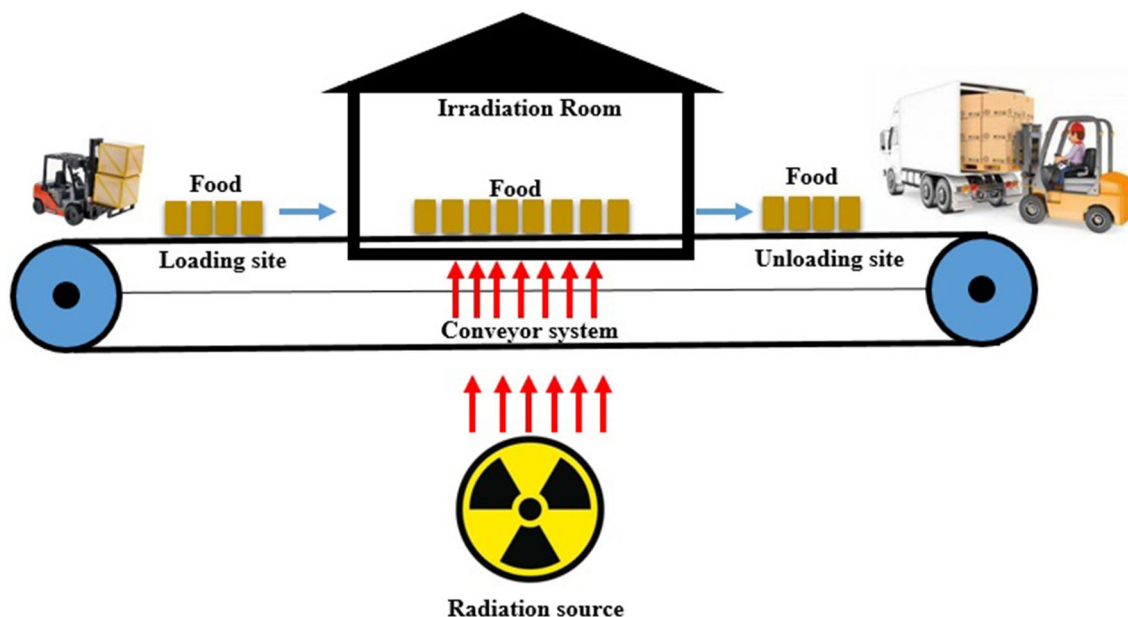 Irradiation Room
Food
Food
Food
Loading site
Unloading site
Conveyor system
Radiation source